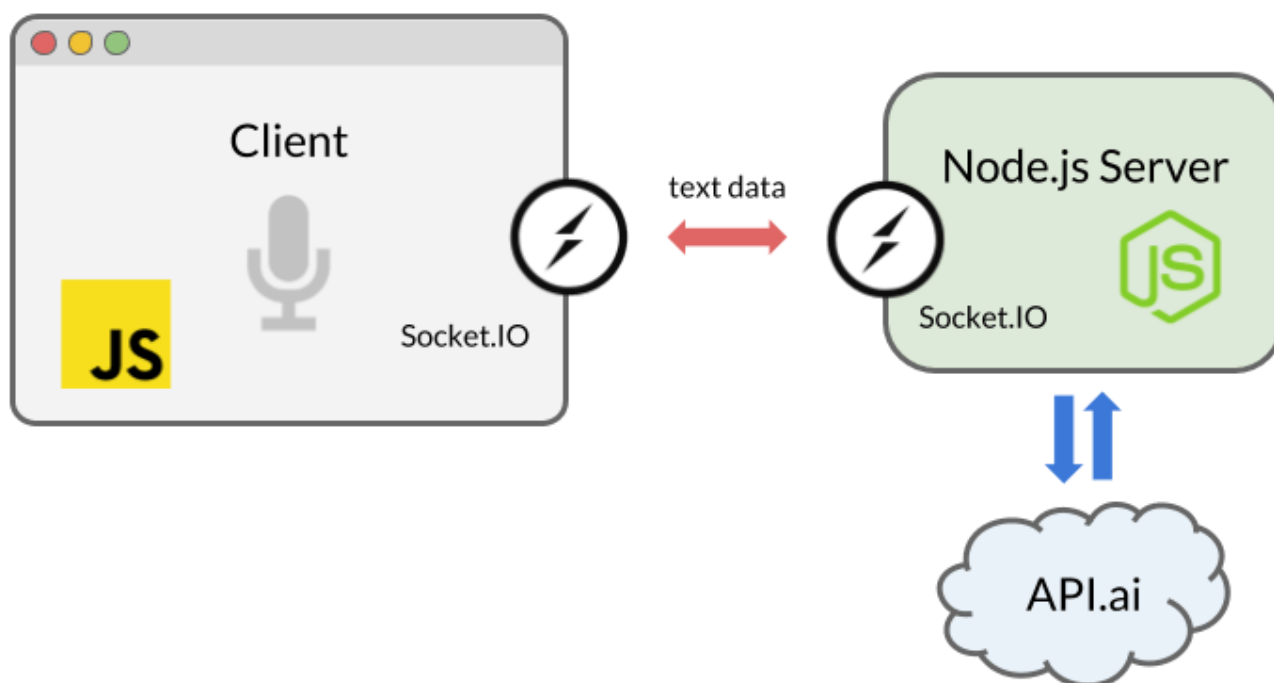 Client
JS
Socket.IO
text data
Node.js Server
JS
Socket.IO
API.ai